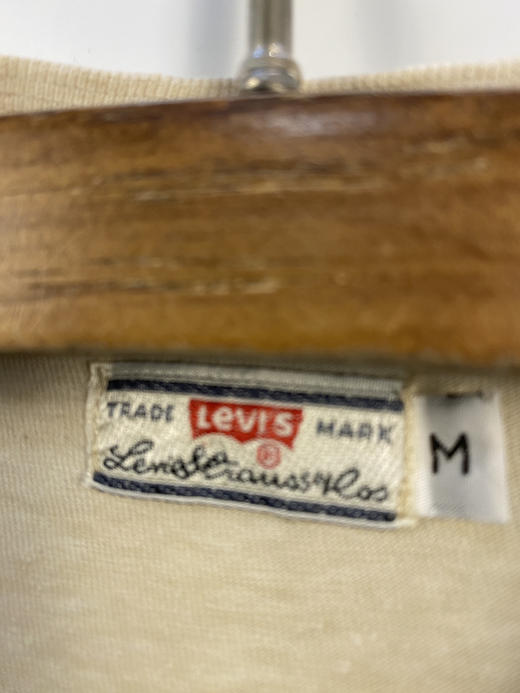 TRADE LEVI'S MARK
®
Levi Strauss & Co's
M